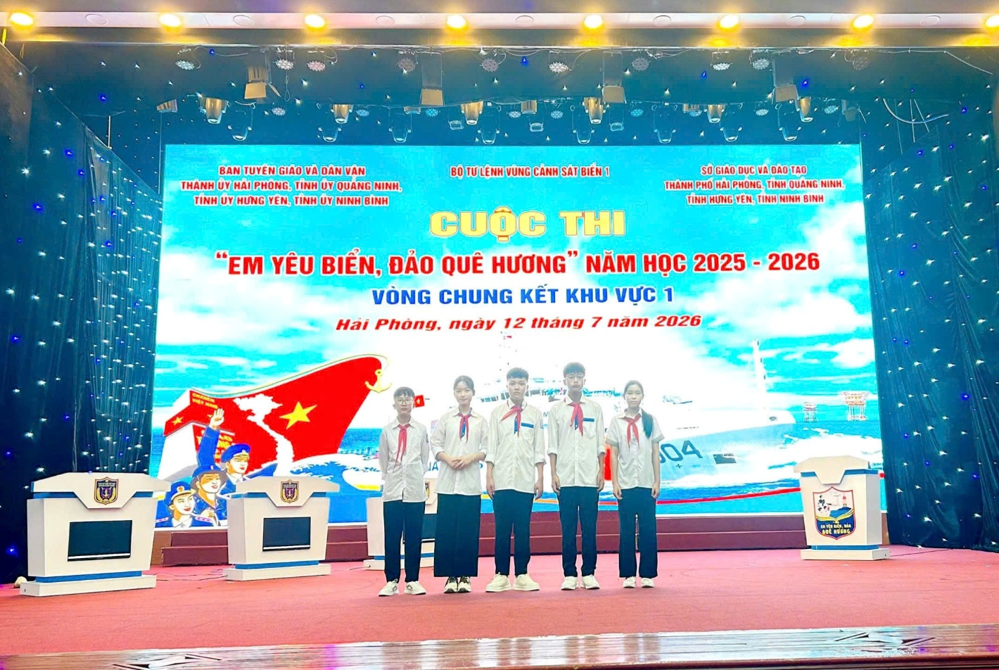 BAN TUYÊN GIÁO VÀ DÂN VẬN
THÀNH ỦY HẢI PHÒNG, TỈNH ỦY QUẢNG NINH,
TỈNH ỦY HƯNG YÊN, TỈNH ỦY NINH BÌNH
BỘ TƯ LỆNH VÙNG CẢNH SÁT BIỂN 1
SỞ GIÁO DỤC VÀ ĐÀO TẠO
THÀNH PHỐ HẢI PHÒNG, TỈNH QUẢNG NINH,
TỈNH HƯNG YÊN, TỈNH NINH BÌNH
CUỘC THI
“EM YÊU BIỂN, ĐẢO QUÊ HƯƠNG” NĂM HỌC 2025 - 2026
VÒNG CHUNG KẾT KHU VỰC 1
Hải Phòng, ngày 12 tháng 7 năm 2026
VIỆT NAM
004
EM YÊU BIỂN, ĐẢO
QUÊ HƯƠNG